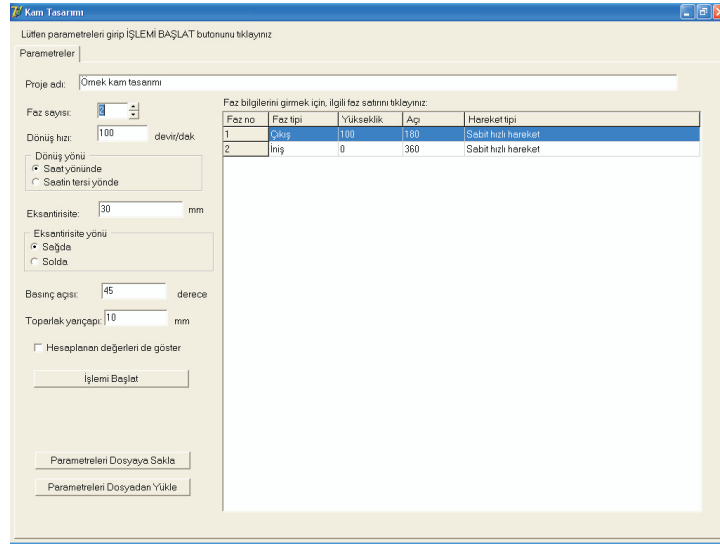 Kam Tasarımı
Lütfen parametreleri girip İŞLEMİ BAŞLAT butonunu tıklayınız
Parametreler
Proje adı: Örnek kam tasarımı
Faz sayısı: 2
Dönüş hızı: 100 devir/dak
Dönüş yönü
Saat yönünde
Saatin tersi yönde
Eksantirisite: 30 mm
Eksantirisite yönü
Sağda
Solda
Basınç açısı: 45 derece
Toparlak yarıçapı: 10 mm
Hesaplanan değerleri de göster
İşlemi Başlat
Parametreleri Dosyaya Sakla
Parametreleri Dosyadan Yükle
Faz bilgilerini girmek için, ilgili faz satırını tıklayınız:
Faz no Faz tipi Yükseklik Açı Hareket tipi
1 Çıkış 100 180 Sabit hızlı hareket
2 İniş 0 360 Sabit hızlı hareket